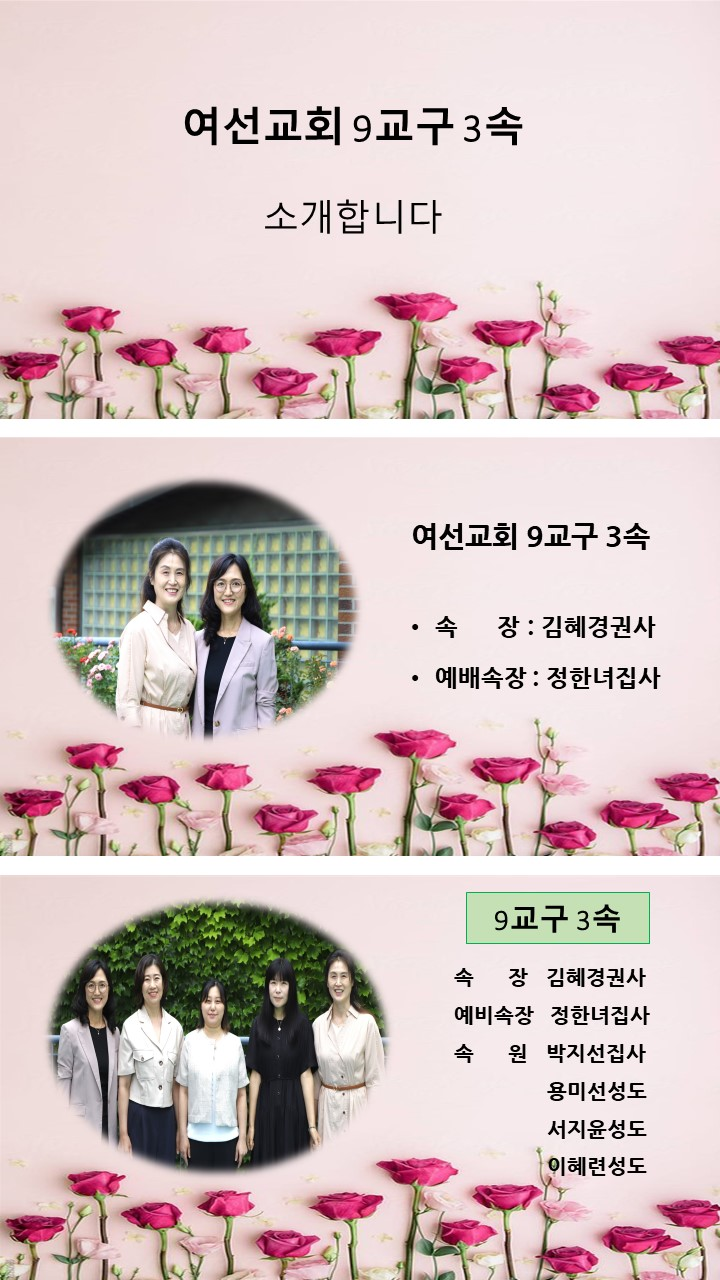 여선교회 9교구 3속
소개합니다
여선교회 9교구 3속
• 속 장 : 김혜경권사
• 예배속장 : 정한녀집사
9교구 3속
속 장 김혜경권사
예비속장 정한녀집사
속 원 박지선집사
용미선성도
서지윤성도
이혜련성도